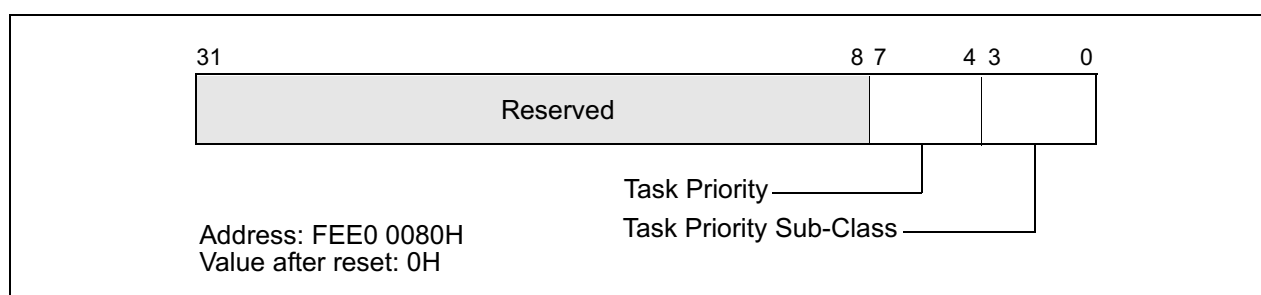 31 8 7 4 3 0
Reserved
Task Priority
Task Priority Sub-Class
Address: FEE0 0080H
Value after reset: 0H